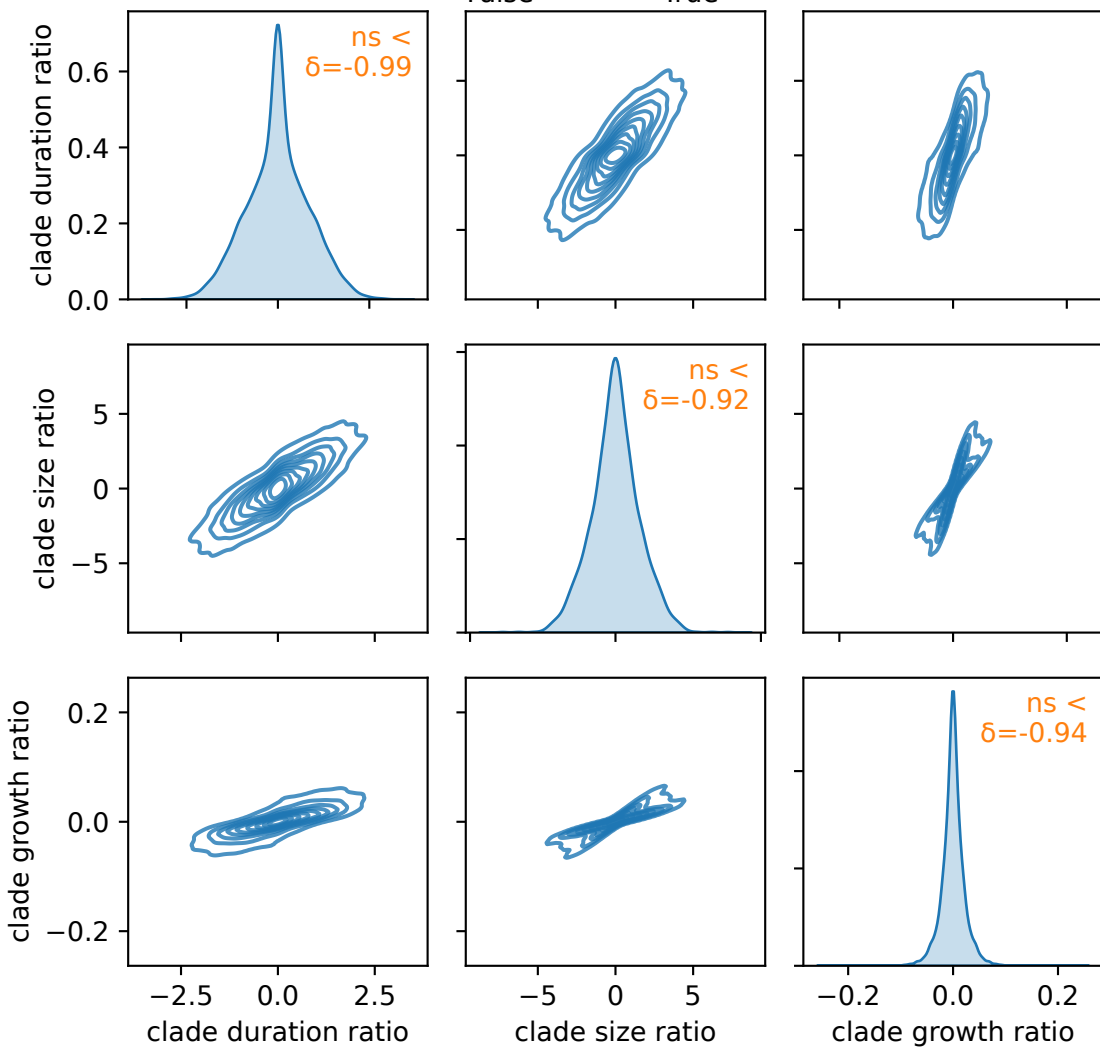 True
clade duration ratio
0.6
0.4
0.2
0.0
ns <
δ=-0.99
clade size ratio
5
0
−5
ns <
δ=-0.92
clade growth ratio
0.2
0.0
−0.2
ns <
δ=-0.94
−2.5 0.0 2.5
−5 0 5
−0.2 0.0 0.2
clade duration ratio
clade size ratio
clade growth ratio